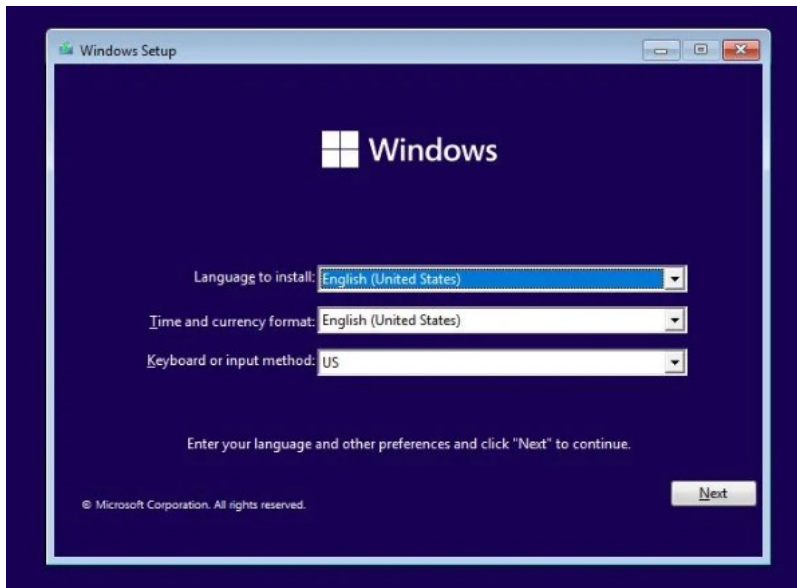 Windows Setup
Windows
Language to install: English (United States)
Time and currency format: English (United States)
Keyboard or input method: US
Enter your language and other preferences and click "Next" to continue.
Next
© Microsoft Corporation. All rights reserved.